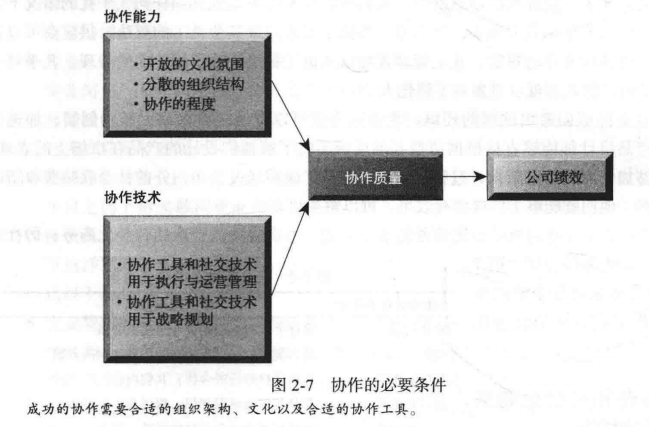 协作能力
· 开放的文化氛围
· 分散的组织结构
· 协作的程度
协作质量
公司绩效
协作技术
· 协作工具和社交技术
用于执行与运营管理
· 协作工具和社交技术
用于战略规划
图 2-7 协作的必要条件
成功的协作需要合适的组织架构、文化以及合适的协作工具。